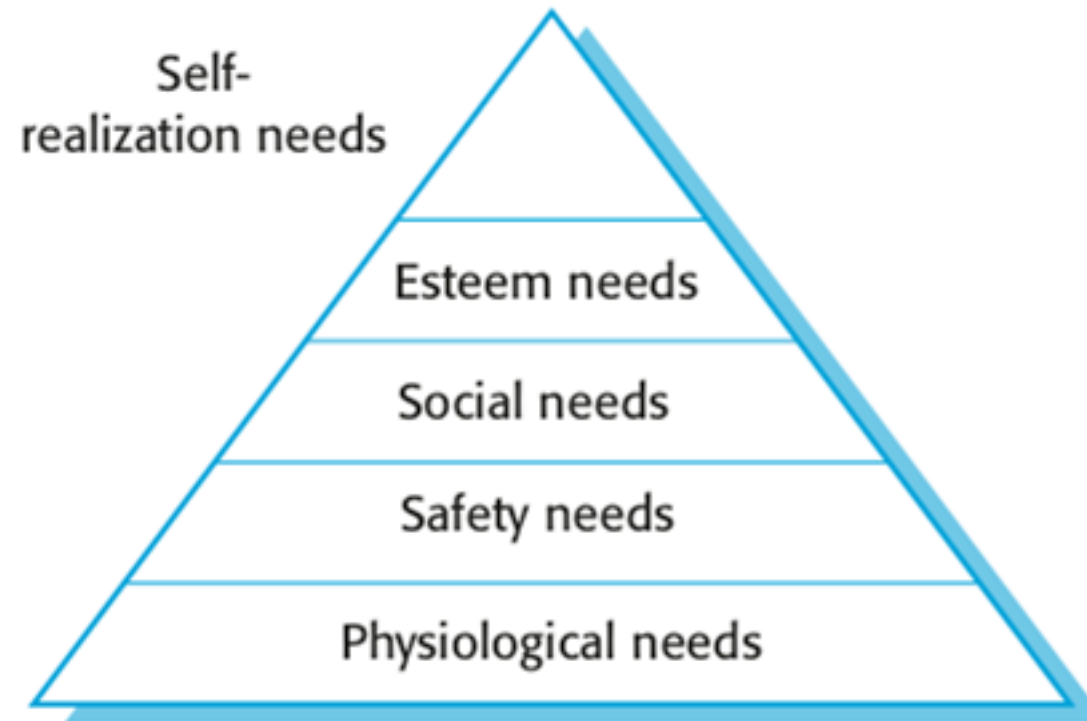 Self-
realization needs
Esteem needs
Social needs
Safety needs
Physiological needs